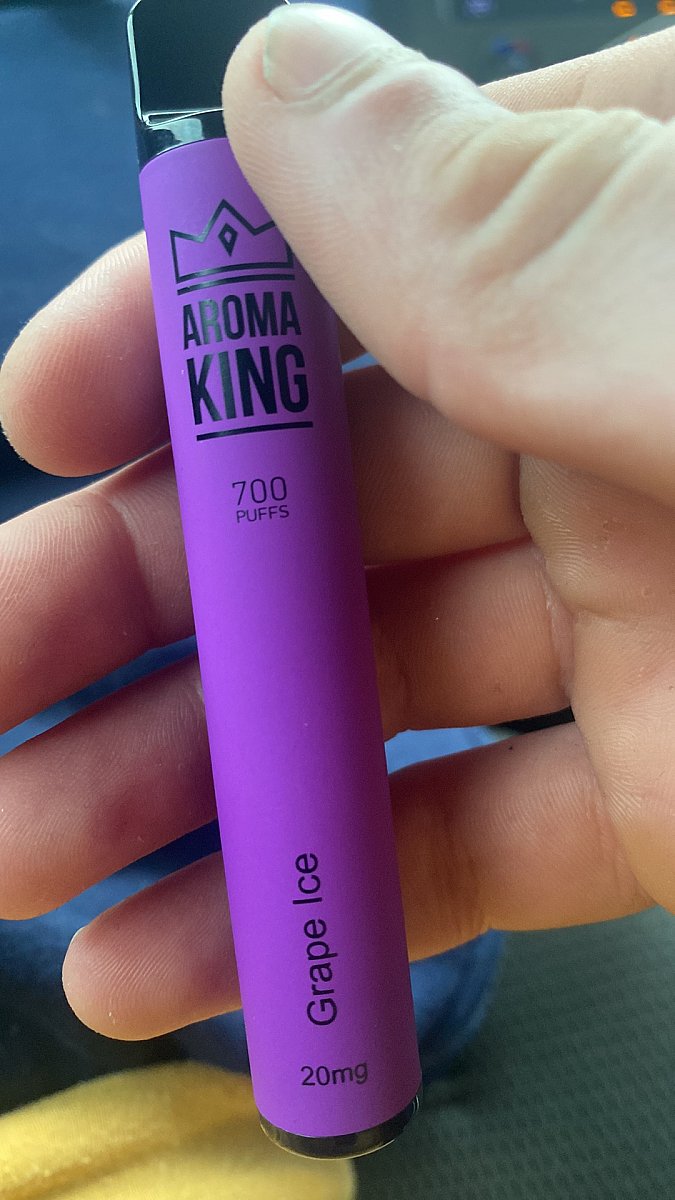 AROMA
KING
700
PUFFS
Grape Ice
20mg